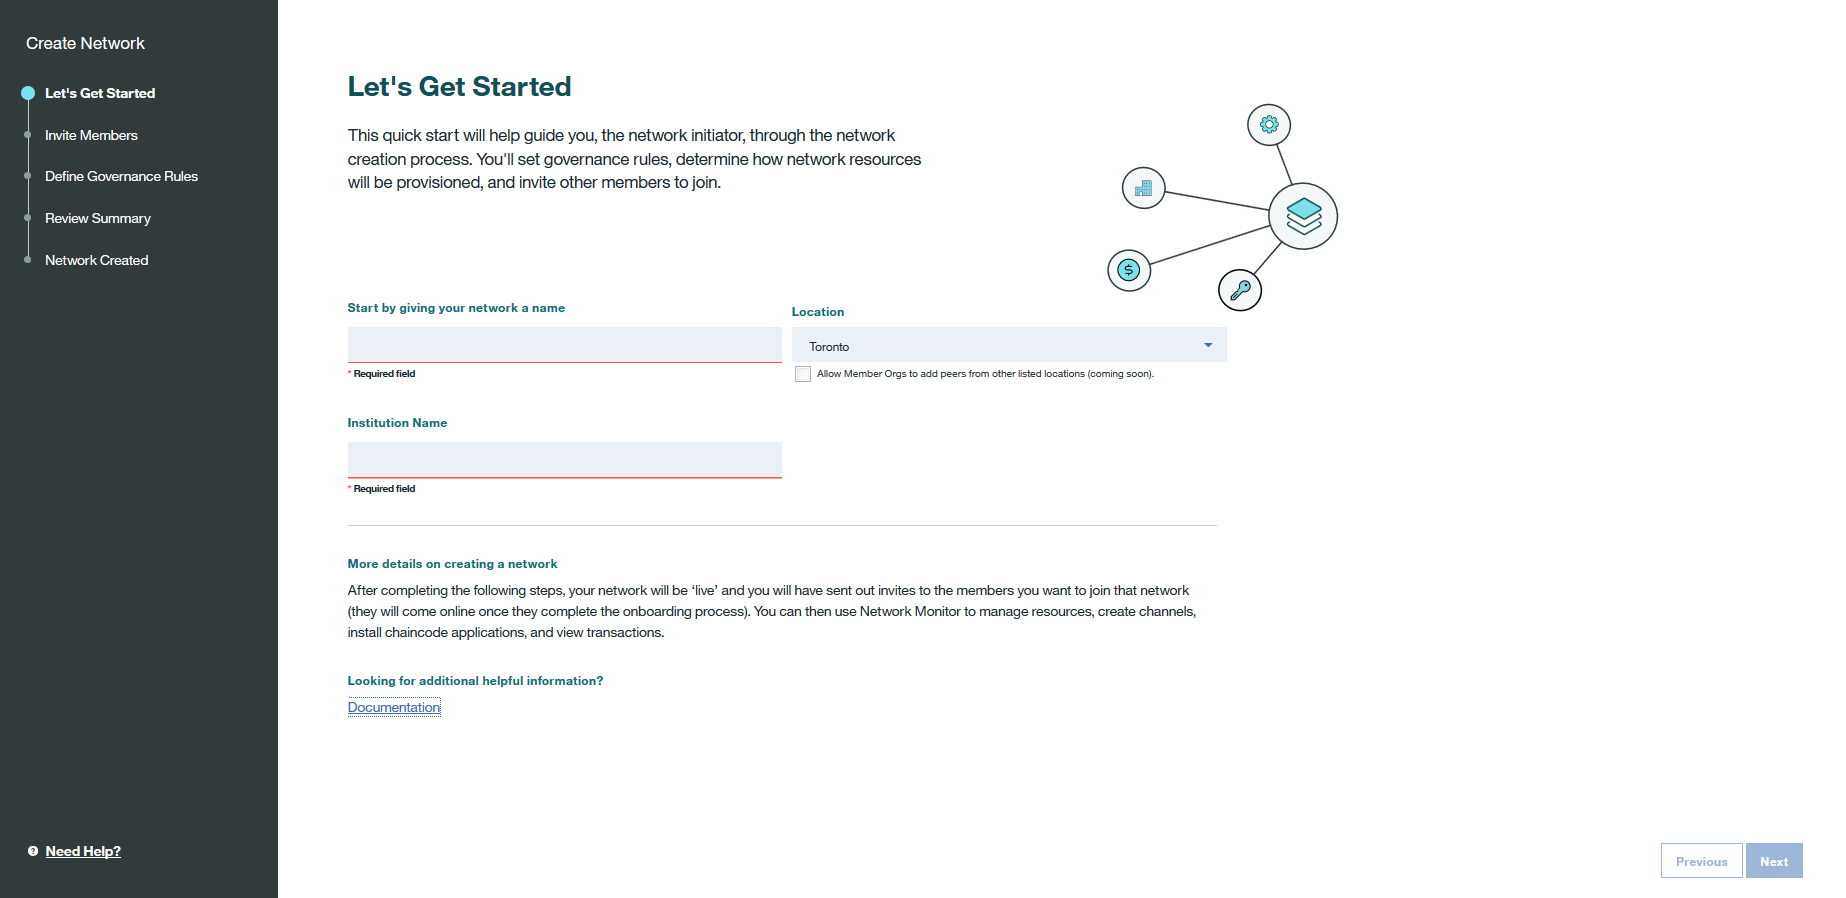 Create Network
Let's Get Started
Invite Members
Define Governance Rules
Review Summary
Network Created
Need Help?
Let's Get Started
This quick start will help guide you, the network initiator, through the network
creation process. You'll set governance rules, determine how network resources
will be provisioned, and invite other members to join.
Start by giving your network a name
* Required field
Location
Toronto
Allow Member Orgs to add peers from other listed locations (coming soon).
Institution Name
* Required field
More details on creating a network
After completing the following steps, your network will be ‘live’ and you will have sent out invites to the members you want to join that network
(they will come online once they complete the onboarding process). You can then use Network Monitor to manage resources, create channels,
install chaincode applications, and view transactions.
Looking for additional helpful information?
Documentation
Previous
Next